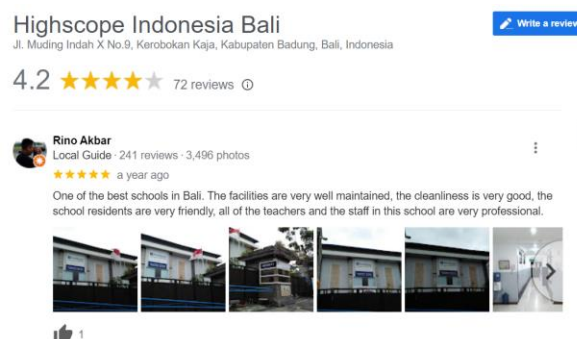 Highscope Indonesia Bali
Write a review
Jl. Muding Indah X No.9, Kerobokan Kaja, Kabupaten Badung, Bali, Indonesia
4.2
72 reviews
Rino Akbar
Local Guide · 241 reviews · 3,496 photos
a year ago
One of the best schools in Bali. The facilities are very well maintained, the cleanliness is very good, the
school residents are very friendly, all of the teachers and the staff in this school are very professional.
1